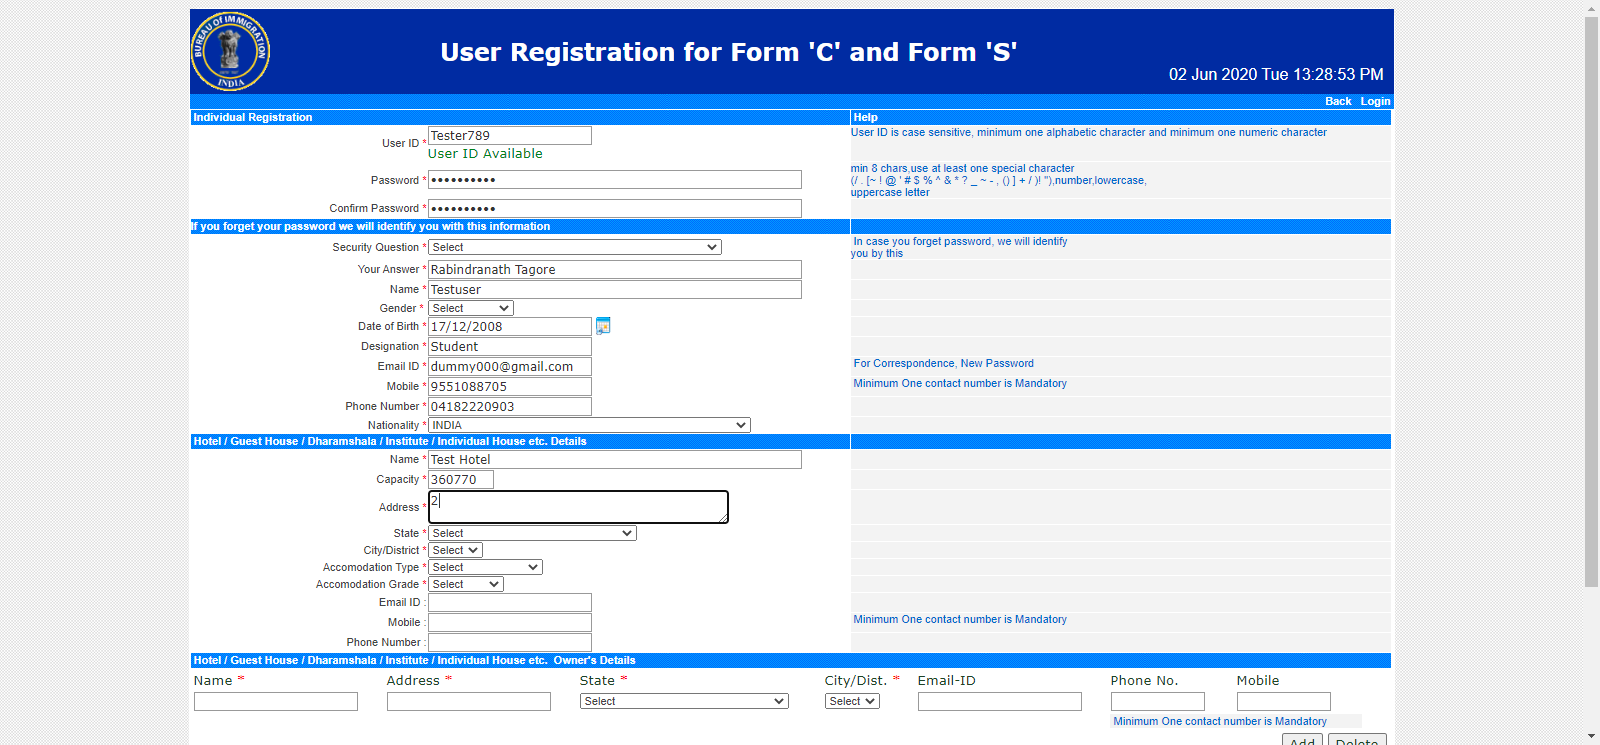 BUREAU OF IMMIGRATION
INDIA
User Registration for Form 'C' and Form 'S'
02 Jun 2020 Tue 13:28:53 PM
Back Login
Individual Registration Help
User ID * Tester789 User ID is case sensitive, minimum one alphabetic character and minimum one numeric character
User ID Available
Password * •••••••••• min 8 chars,use at least one special character
(/ . [~ ! @ ' # $ % ^ & * ? _ ~ - , () ] + / )! "),number,lowercase,
uppercase letter
Confirm Password * ••••••••••
If you forget your password we will identify you with this information
Security Question * Select In case you forget password, we will identify
you by this
Your Answer * Rabindranath Tagore
Name * Testuser
Gender * Select
Date of Birth * 17/12/2008
Designation * Student
Email ID * dummy000@gmail.com For Correspondence, New Password
Mobile * 9551088705 Minimum One contact number is Mandatory
Phone Number * 04182220903
Nationality * INDIA
Hotel / Guest House / Dharamshala / Institute / Individual House etc. Details
Name * Test Hotel
Capacity * 360770
Address * 2
State * Select
City/District * Select
Accomodation Type * Select
Accomodation Grade * Select
Email ID :
Mobile : Minimum One contact number is Mandatory
Phone Number :
Hotel / Guest House / Dharamshala / Institute / Individual House etc. Owner's Details
Name * Address * State * City/Dist. * Email-ID Phone No. Mobile
Select Select
Minimum One contact number is Mandatory
Add Delete